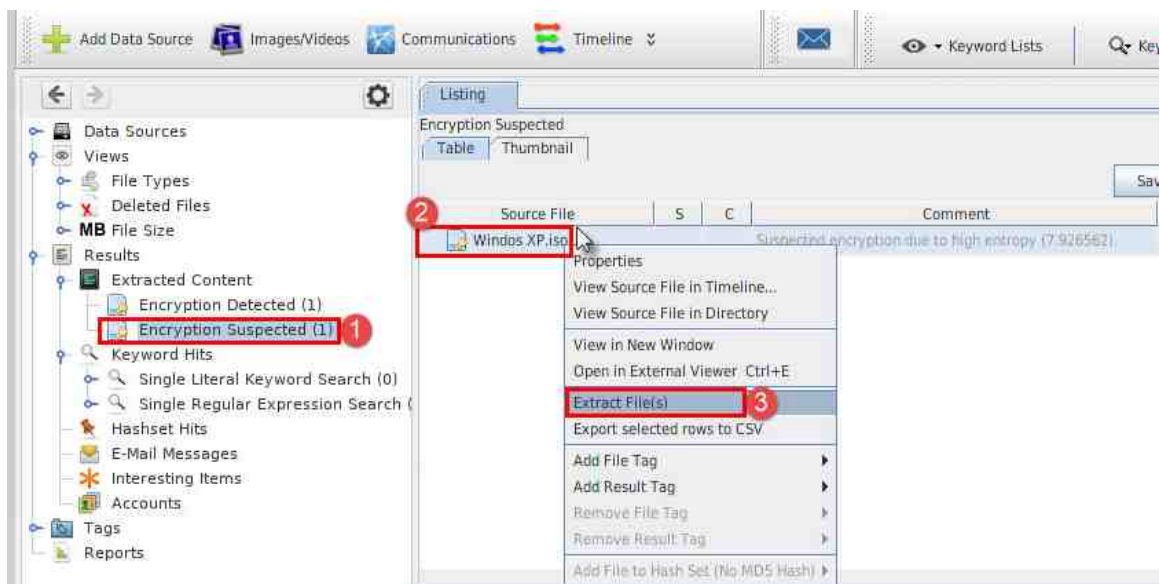 Add Data Source Images/Videos Communications Timeline Keyword Lists
Listing
Data Sources
Encryption Suspected
Views
Table Thumbnail
File Types
Deleted Files
2 Source File S C Comment
MB File Size
Windos XP.iso Suspected encryption due to high entropy (7.926562).
Results
Properties
Extracted Content
View Source File in Timeline...
Encryption Detected (1)
View Source File in Directory
Encryption Suspected (1) 1
Keyword Hits
View in New Window
Single Literal Keyword Search (0)
Open in External Viewer Ctrl+E
Single Regular Expression Search (
Extract File(s) 3
Hashset Hits
Export selected rows to CSV
E-Mail Messages
Add File Tag
Interesting Items
Add Result Tag
Accounts
Remove File Tag
Tags
Remove Result Tag
Reports
Add File to Hash Set (No MD5 Hash)